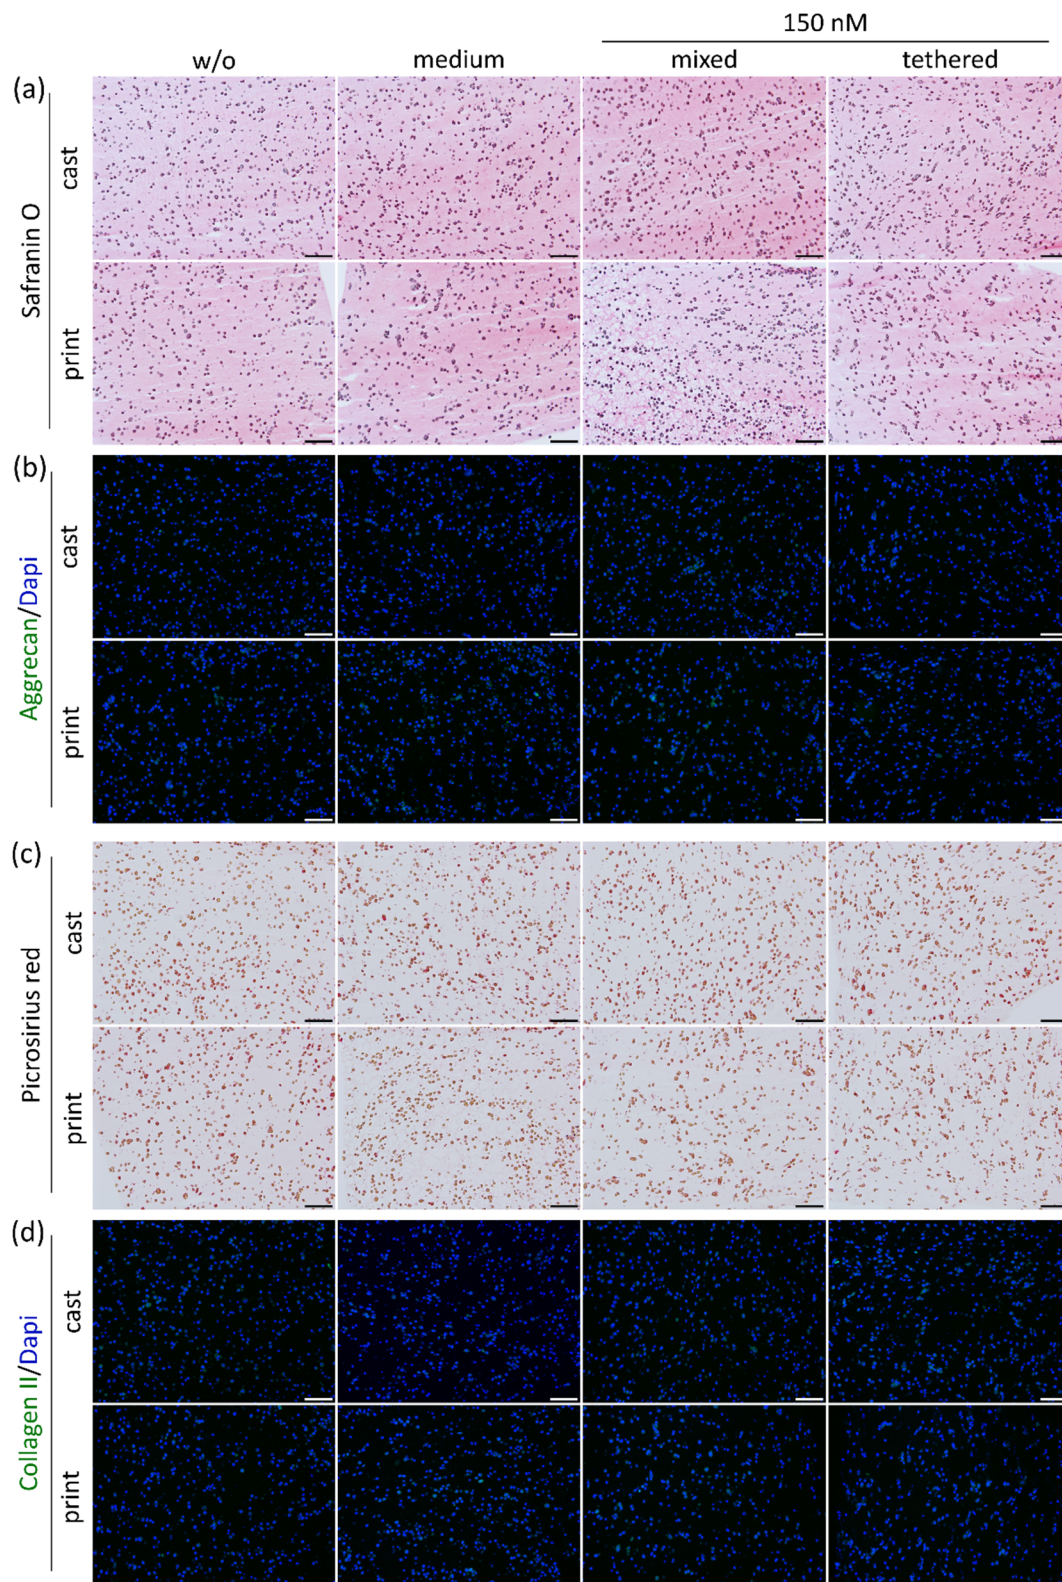 150 nM
w/o medium mixed tethered
(a)
Safranin O
cast
print
(b)
Aggrecan/Dapi
cast
print
(c)
Picrosirius red
cast
print
(d)
Collagen II/Dapi
cast
print